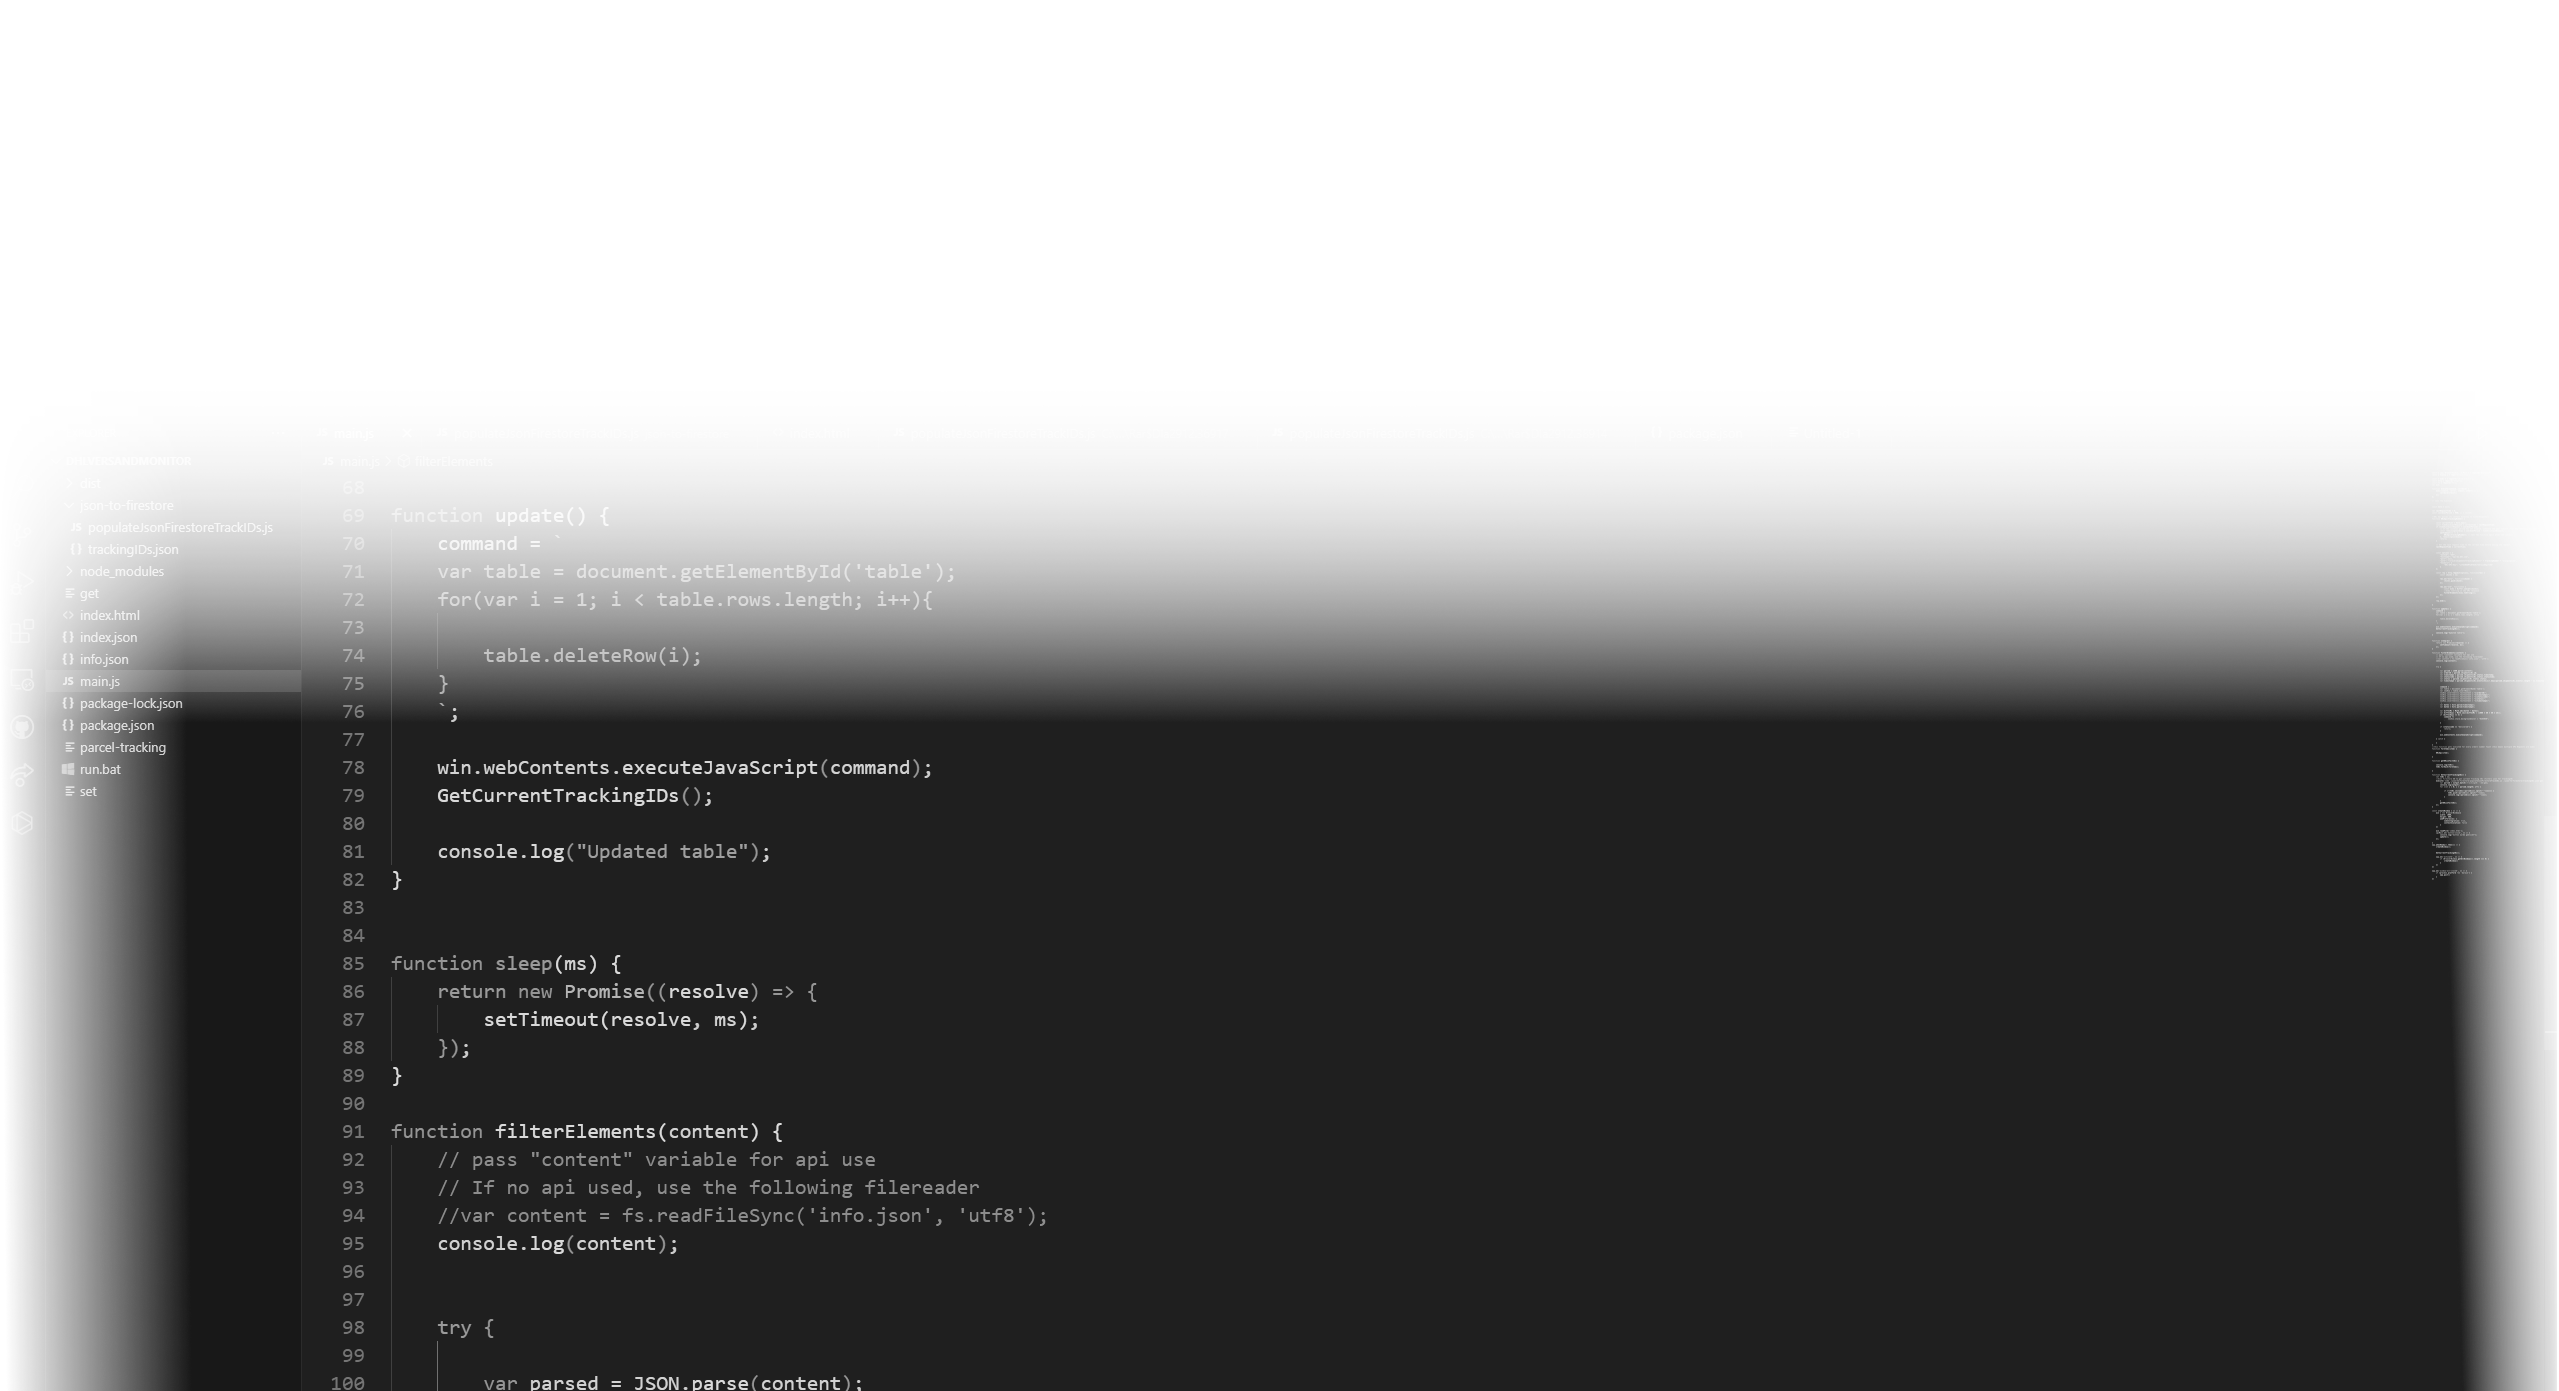 VERSANDMONITOR
dist
json-to-firestore
JS populateJsonFirestoreTrackIDs.js
{} trackingIDs.json
> node_modules
get
<> index.html
{} index.json
{} info.json
JS main.js
{} package-lock.json
{} package.json
parcel-tracking
run.bat
set
JS main.js > filterElements
68
69 function update() {
70 command = `
71 var table = document.getElementById('table');
72 for(var i = 1; i < table.rows.length; i++){
73
74 table.deleteRow(i);
75 }
76 `;
77
78 win.webContents.executeJavaScript(command);
79 GetCurrentTrackingIDs();
80
81 console.log("Updated table");
82 }
83
84
85 function sleep(ms) {
86 return new Promise((resolve) => {
87 setTimeout(resolve, ms);
88 });
89 }
90
91 function filterElements(content) {
92 // pass "content" variable for api use
93 // If no api used, use the following filereader
94 //var content = fs.readFileSync('info.json', 'utf8');
95 console.log(content);
96
97
98 try {
99
100 var parsed = JSON.parse(content);